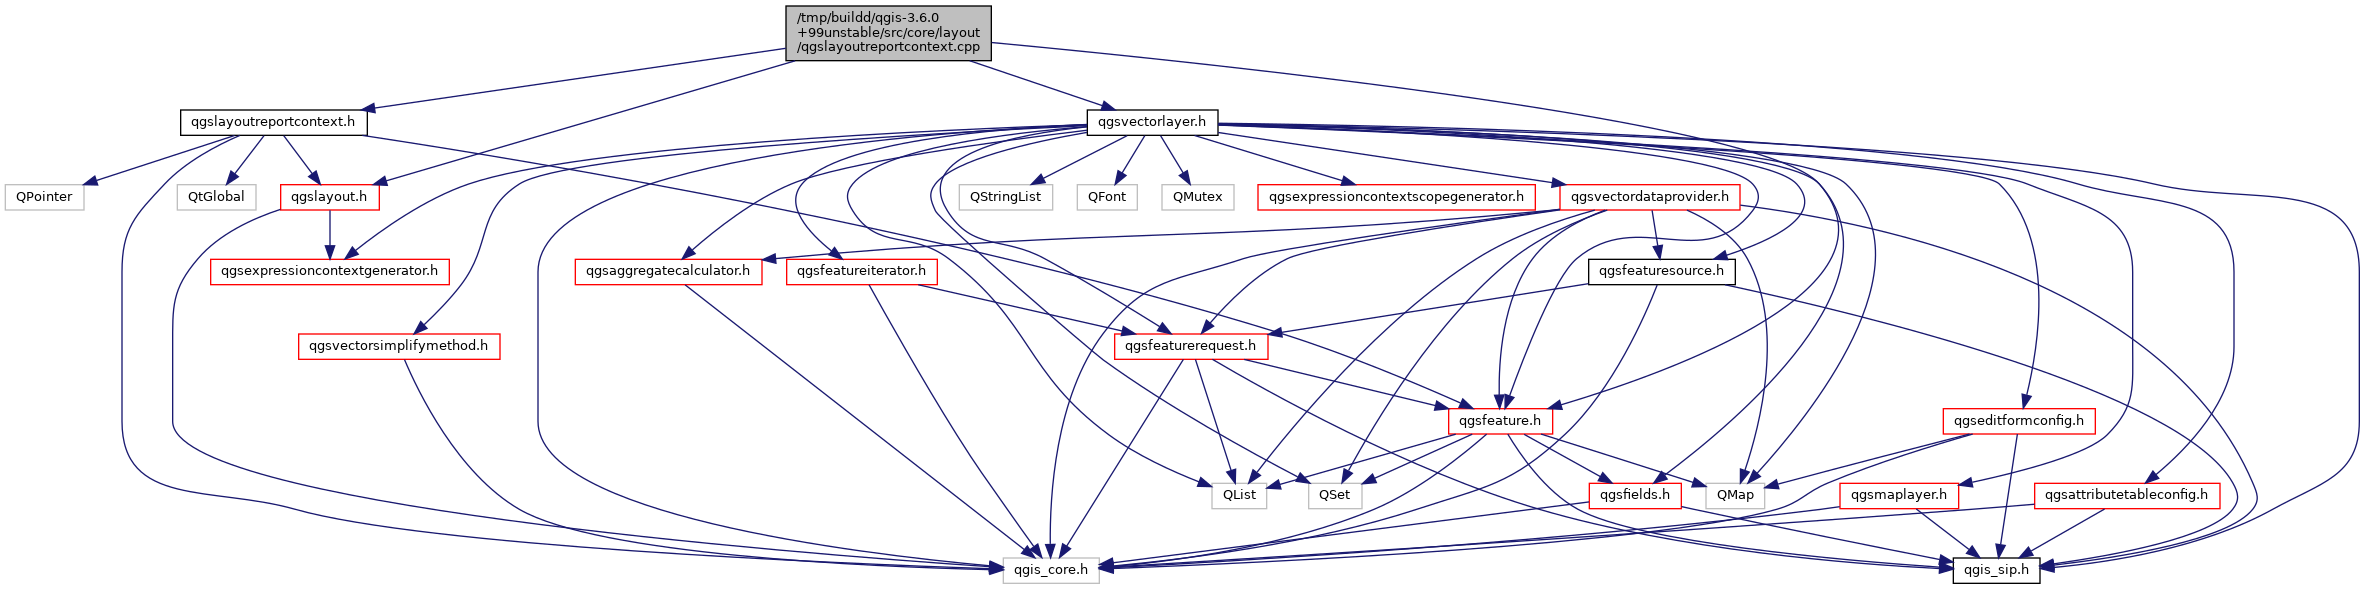 /tmp/buildd/qgis-3.6.0
+99unstable/src/core/layout
/qgslayoutreportcontext.cpp
qgslayoutreportcontext.h
qgsvectorlayer.h
QPointer
QtGlobal
qgslayout.h
QStringList
QFont
QMutex
qgsexpressioncontextscopegenerator.h
qgsvectordataprovider.h
qgsexpressioncontextgenerator.h
qgsaggregatecalculator.h
qgsfeatureiterator.h
qgsfeaturesource.h
qgsvectorsimplifymethod.h
qgsfeaturerequest.h
qgsfeature.h
qgseditformconfig.h
QList
QSet
qgsfields.h
QMap
qgsmaplayer.h
qgsattributetableconfig.h
qgis_core.h
qgis_sip.h